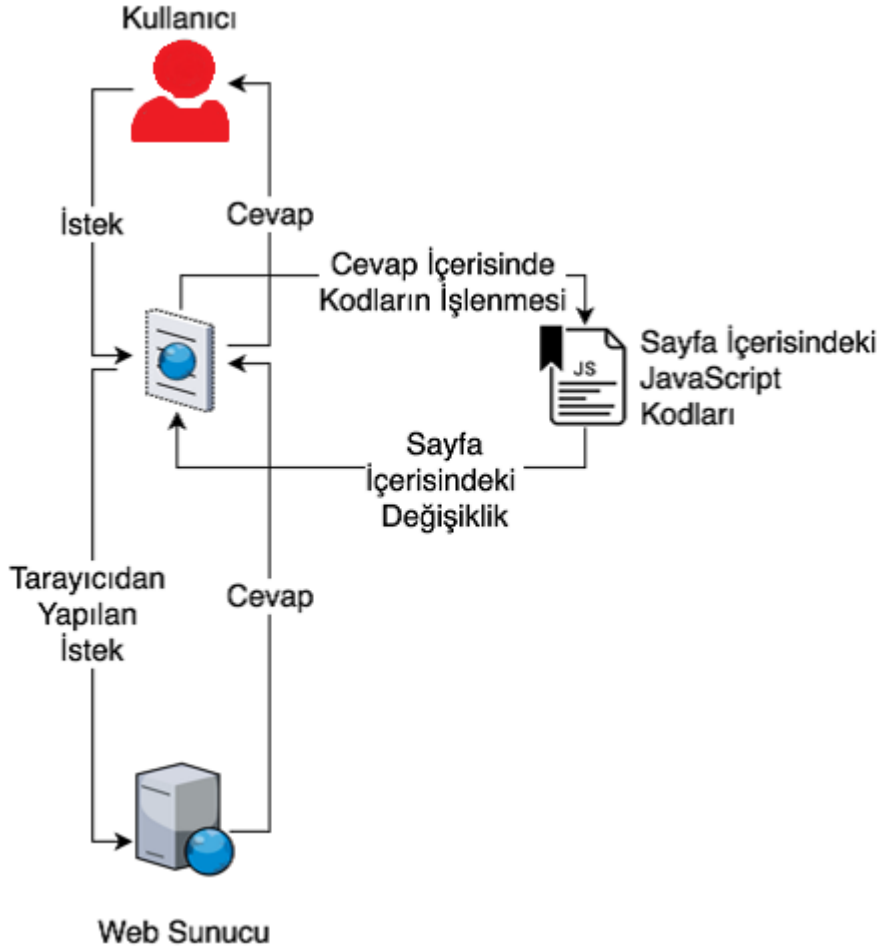 Kullanıcı
İstek
Cevap
Cevap İçerisinde
Kodların İşlenmesi
JS
Sayfa İçerisindeki
JavaScript
Kodları
Sayfa
İçerisindeki
Değişiklik
Tarayıcıdan
Yapılan
İstek
Cevap
Web Sunucu